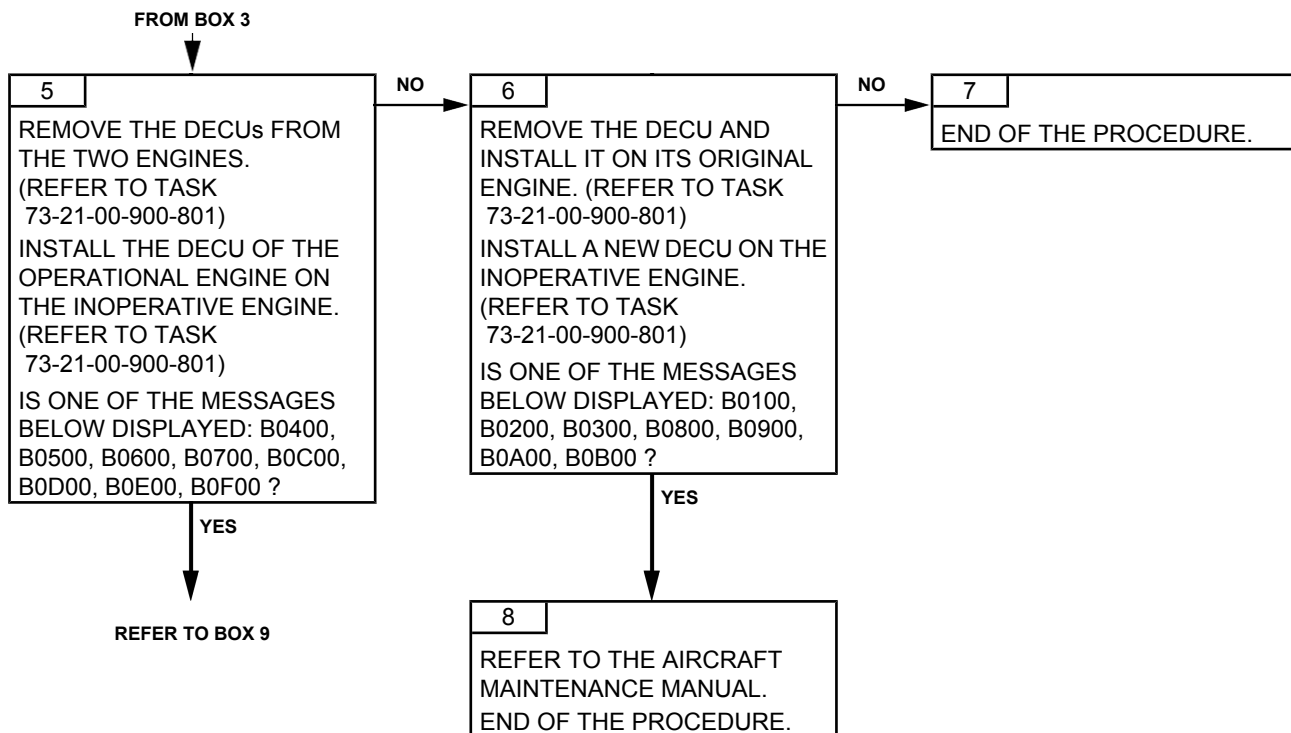 FROM BOX 3
5
REMOVE THE DECUs FROM
THE TWO ENGINES.
(REFER TO TASK
73-21-00-900-801)
INSTALL THE DECU OF THE
OPERATIONAL ENGINE ON
THE INOPERATIVE ENGINE.
(REFER TO TASK
73-21-00-900-801)
IS ONE OF THE MESSAGES
BELOW DISPLAYED: B0400,
B0500, B0600, B0700, B0C00,
B0D00, B0E00, B0F00 ?
NO
6
REMOVE THE DECU AND
INSTALL IT ON ITS ORIGINAL
ENGINE. (REFER TO TASK
73-21-00-900-801)
INSTALL A NEW DECU ON THE
INOPERATIVE ENGINE.
(REFER TO TASK
73-21-00-900-801)
IS ONE OF THE MESSAGES
BELOW DISPLAYED: B0100,
B0200, B0300, B0800, B0900,
B0A00, B0B00 ?
NO
7
END OF THE PROCEDURE.
YES
REFER TO BOX 9
YES
8
REFER TO THE AIRCRAFT
MAINTENANCE MANUAL.
END OF THE PROCEDURE.